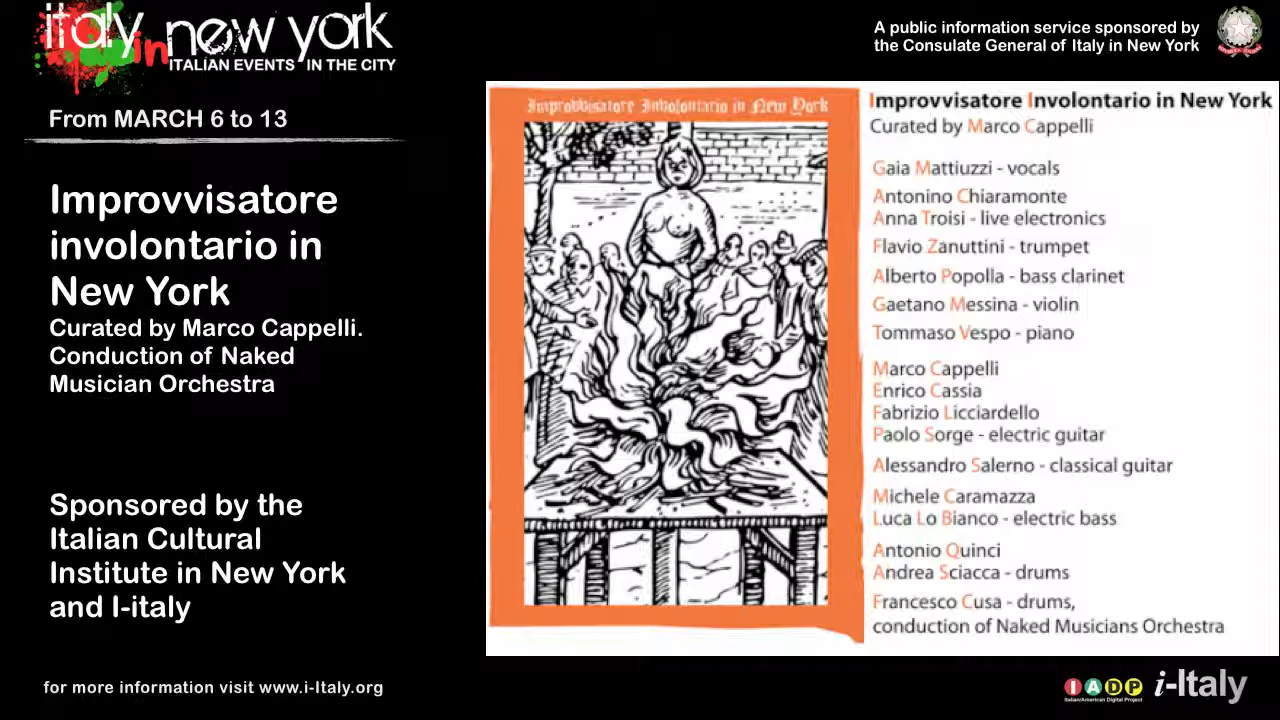 italy in new york
ITALIAN EVENTS IN THE CITY
A public information service sponsored by
the Consulate General of Italy in New York
From MARCH 6 to 13
Improvvisatore
involontario in
New York
Curated by Marco Cappelli.
Conduction of Naked
Musician Orchestra
Sponsored by the
Italian Cultural
Institute in New York
and I-italy
Improvvisatore Involontario in New York
Improvvisatore Involontario in New York
Curated by Marco Cappelli
Gaia Mattiuzzi - vocals
Antonino Chiaramonte
Anna Troisi - live electronics
Flavio Zanuttini - trumpet
Alberto Popolla - bass clarinet
Gaetano Messina - violin
Tommaso Vespo - piano
Marco Cappelli
Enrico Cassia
Fabrizio Licciardello
Paolo Sorge - electric guitar
Alessandro Salerno - classical guitar
Michele Caramazza
Luca Lo Bianco - electric bass
Antonio Quinci
Andrea Sciacca - drums
Francesco Cusa - drums,
conduction of Naked Musicians Orchestra
for more information visit www.i-Italy.org
IADP
Italian/American Digital Project
i-Italy